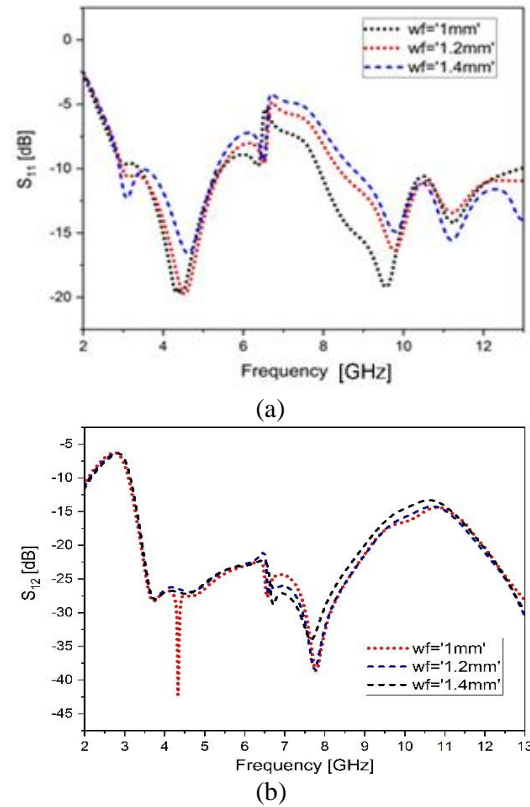 0
-5
-10
-15
-20
S11 [dB]
wf='1mm'
wf='1.2mm'
wf='1.4mm'
2 4 6 8 10 12
Frequency [GHz]
(a)
-5
-10
-15
-20
-25
-30
-35
-40
-45
S12 [dB]
wf='1mm'
wf='1.2mm'
wf='1.4mm'
2 3 4 5 6 7 8 9 10 11 12 13
Frequency [GHz]
(b)